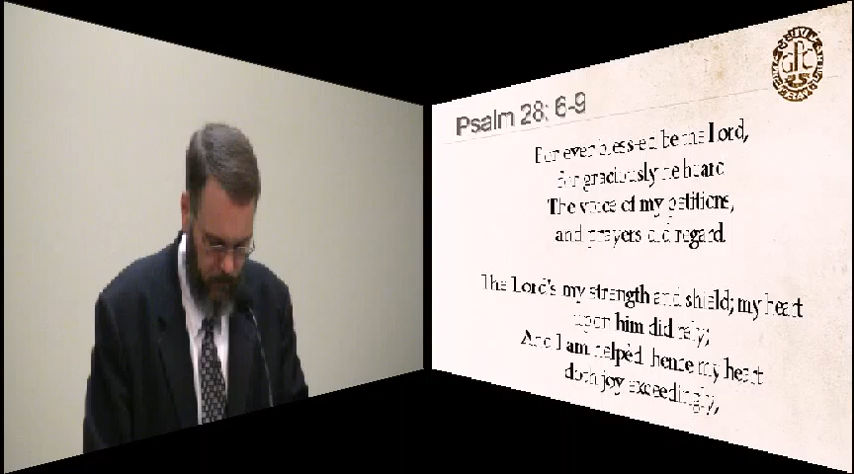 Psalm 28: 6-9
For ever bless-ed be the Lord,
for graciously he heard
The voice of my petitions,
and prayers did regard.
The Lord's my strength and shield; my heart
upon him did rely;
And I am helpèd: hence my heart
doth joy exceedingly,